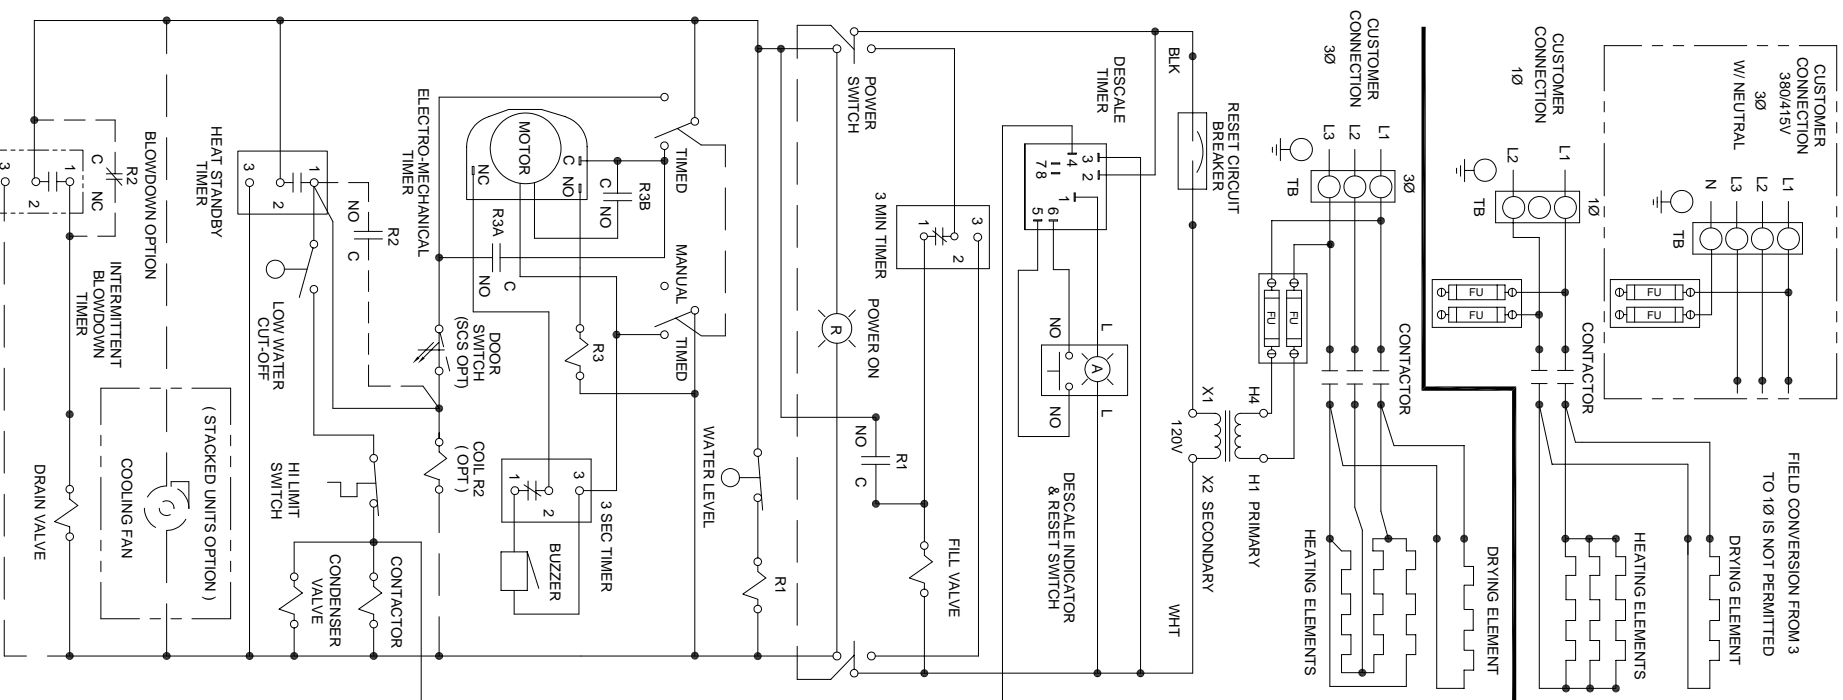 CUSTOMER
CONNECTION
380/415V
3Ø
W/ NEUTRAL
L1
L2
L3
N
TB
FU
FU
FIELD CONVERSION FROM 3
TO 1Ø IS NOT PERMITTED
DRYING ELEMENT
HEATING ELEMENTS
CUSTOMER
CONNECTION
1Ø
L1
L2
1Ø
TB
FU
FU
CONTACTOR
CUSTOMER
CONNECTION
3Ø
L1
L2
L3
3Ø
TB
FU
FU
CONTACTOR
DRYING ELEMENT
HEATING ELEMENTS
H4
H1 PRIMARY
X1
120V
X2 SECONDARY
BLK
RESET CIRCUIT
BREAKER
WHT
DESCALE
TIMER
3
2
4
7
8
1
6
5
L
NO
A
L
NO
DESCALE INDICATOR
& RESET SWITCH
3 MIN TIMER
3
2
1
FILL VALVE
R1
NO
C
POWER
SWITCH
POWER ON
R
WATER LEVEL
R1
TIMED
MANUAL
TIMED
R3B
C
NO
MOTOR
C
NO
NC
R3A
C
NO
ELECTRO-MECHANICAL
TIMER
R3
3 SEC TIMER
3
2
1
BUZZER
DOOR
SWITCH
(SCS OPT)
COIL R2
( OPT )
R2
NO
C
HEAT STANDBY
TIMER
1
2
3
LOW WATER
CUT-OFF
HI LIMIT
SWITCH
CONTACTOR
CONDENSER
VALVE
( STACKED UNITS OPTION )
COOLING FAN
BLOWDOWN OPTION
R2
C
NC
1
2
3
INTERMITTENT
BLOWDOWN
TIMER
DRAIN VALVE